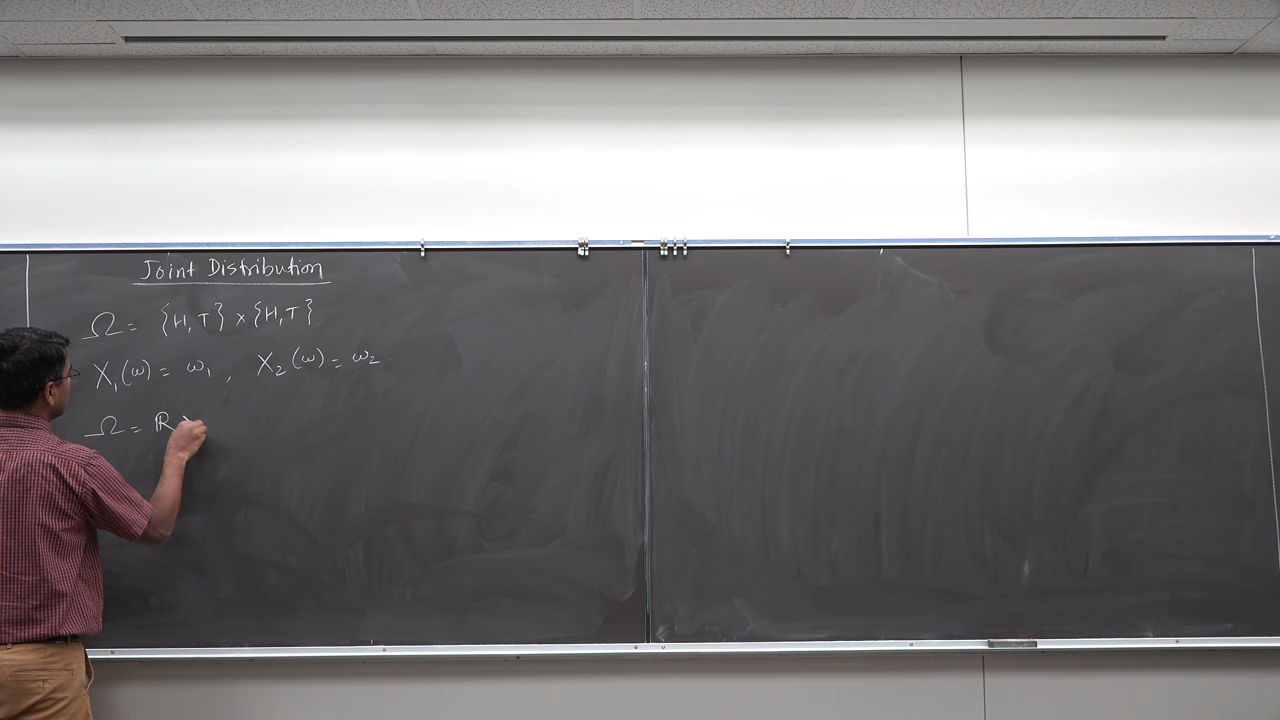 Joint Distribution
Ω = {H, T} × {H, T}.
X₁(ω) = ω₁ , X₂(ω) = ω₂
Ω = ℝ